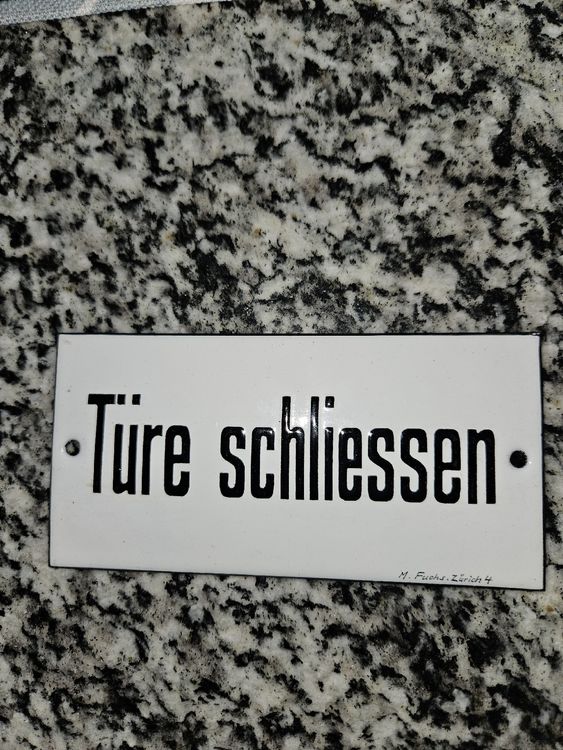 Türe schliessen
M. Fuchs. Zürich 4